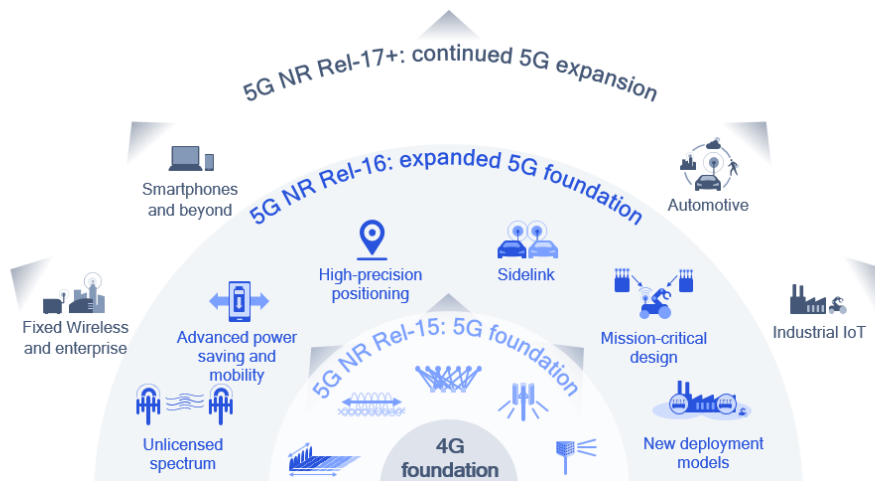 5G NR Rel-17+: continued 5G expansion
5G NR Rel-16: expanded 5G foundation
Smartphones
and beyond
Automotive
High-precision
positioning
Sidelink
Fixed Wireless
and enterprise
Advanced power
saving and
mobility
5G NR Rel-15: 5G foundation
Mission-critical
design
Industrial IoT
Unlicensed
spectrum
4G
foundation
New deployment
models